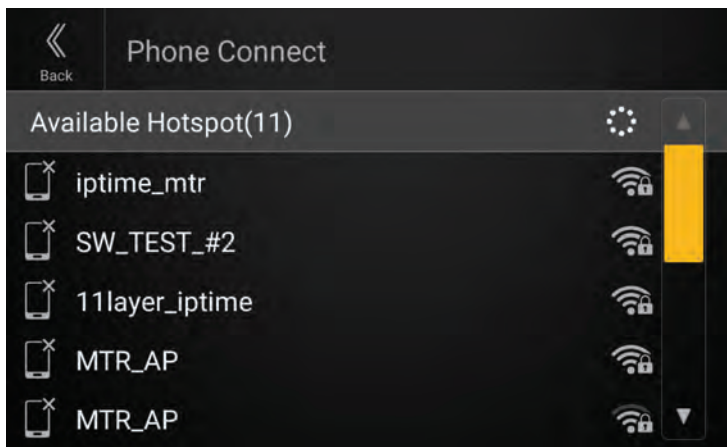 Back
Phone Connect
Available Hotspot(11)
iptime_mtr
SW_TEST_#2
11layer_iptime
MTR_AP
MTR_AP